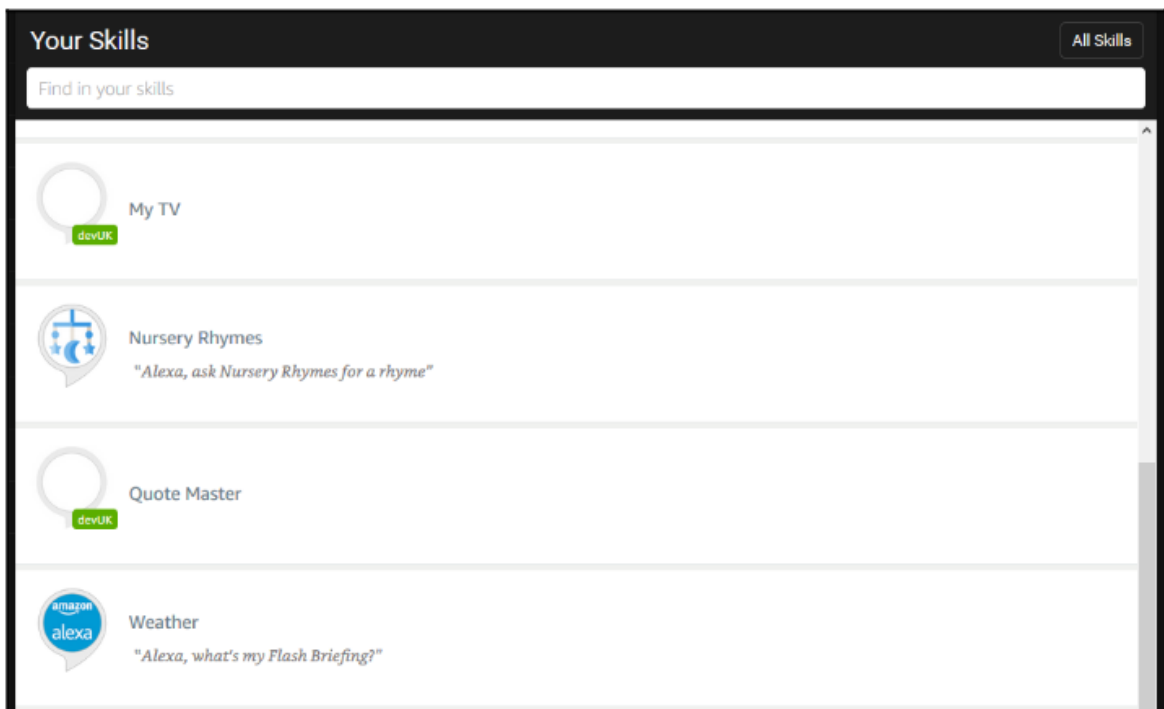 Your Skills
All Skills
Find in your skills
My TV
devUK
Nursery Rhymes
"Alexa, ask Nursery Rhymes for a rhyme"
Quote Master
devUK
amazon
alexa
Weather
"Alexa, what's my Flash Briefing?"